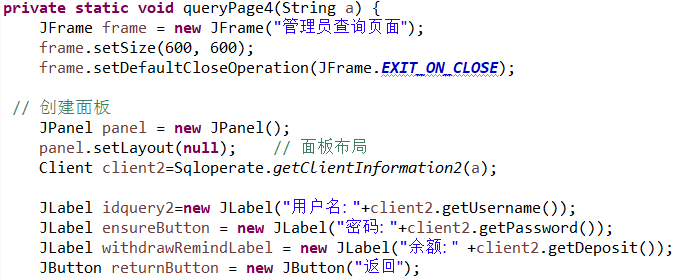 private static void queryPage4(String a) {
JFrame frame = new JFrame("管理员查询页面");
frame.setSize(600, 600);
frame.setDefaultCloseOperation(JFrame.EXIT_ON_CLOSE);
// 创建面板
JPanel panel = new JPanel();
panel.setLayout(null); // 面板布局
Client client2=Sqloperate.getClientInformation2(a);
JLabel idquery2=new JLabel("用户名:"+client2.getUsername());
JLabel ensureButton = new JLabel("密码:"+client2.getPassword());
JLabel withdrawRemindLabel = new JLabel("余额:" +client2.getDeposit());
JButton returnButton = new JButton("返回");